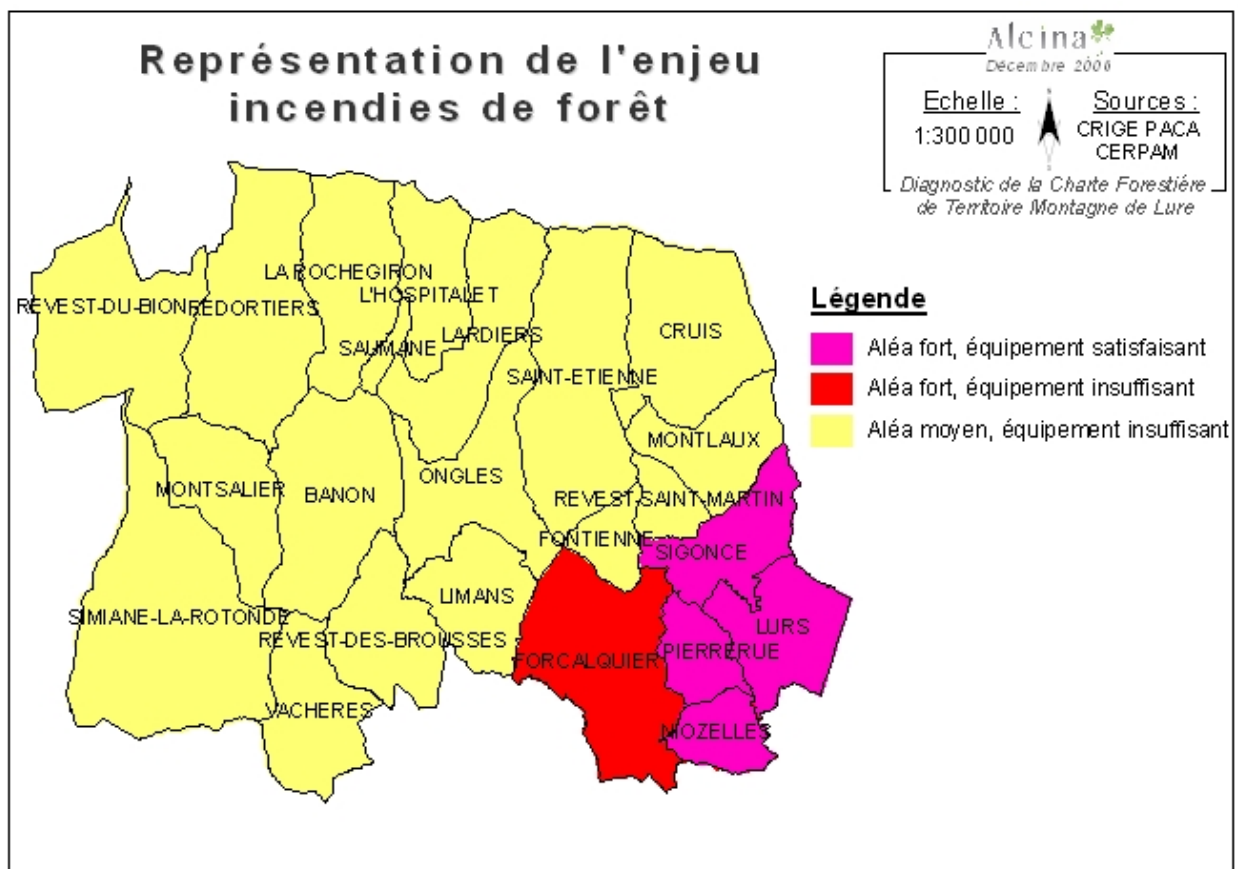 Représentation de l'enjeu
incendies de forêt
Alcina
Décembre 2006
Echelle :
1:300 000
Sources :
CRIGE PACA
CERPAM
Diagnostic de la Charte Forestière
de Territoire Montagne de Lure
Légende
Aléa fort, équipement satisfaisant
Aléa fort, équipement insuffisant
Aléa moyen, équipement insuffisant
LA ROCHEGIRON
L'HOSPITALET
REVEST-DU-BION
REDORTIERS
LARDIERS
CRUIS
SAUMANE
SAINT-ETIENNE
MONTLAUX
ONGLES
MONTSALIER
BANON
REVEST-SAINT-MARTIN
FONTIENNE
SIGONCE
LIMANS
SIMIANE-LA-ROTONDE
REVEST-DES-BROUSSES
LURS
FORCALQUIER
PIERRERUE
VACHERES
NIOZELLES